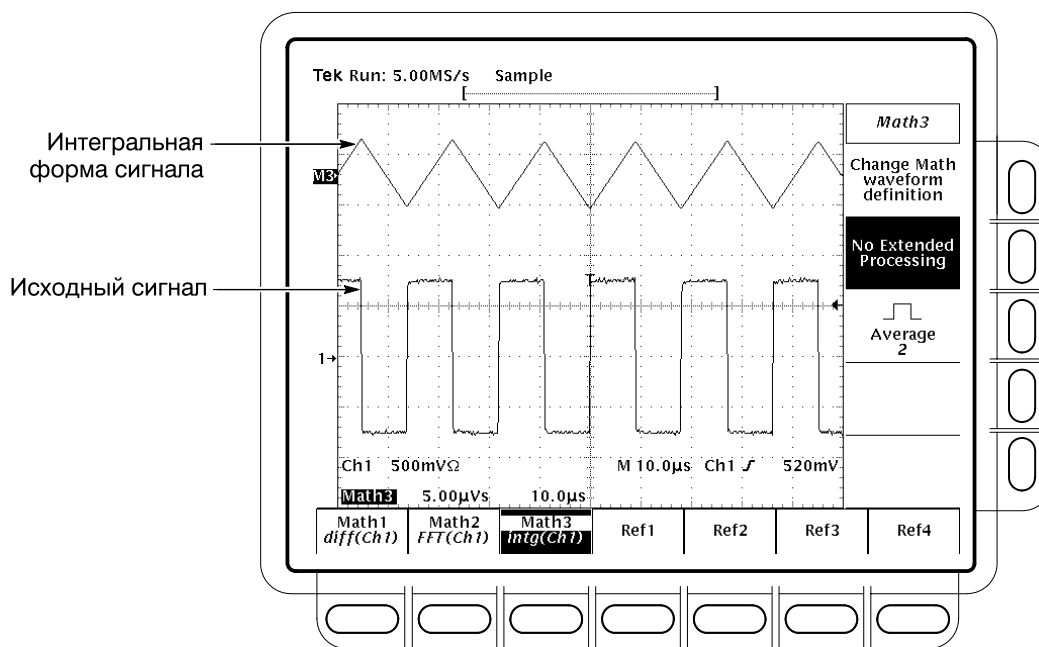 Tek Run: 5.00MS/s Sample
[ ]
Интегральная
форма сигнала
M3
Исходный сигнал
T
1
Ch1 500mVΩ M 10.0µs Ch1 520mV
Math3 5.00µVs 10.0µs
Math3
Change Math
waveform
definition
No Extended
Processing
Average
2
Math1
diff(Ch1)
Math2
FFT(Ch1)
Math3
intg(Ch1)
Ref1
Ref2
Ref3
Ref4